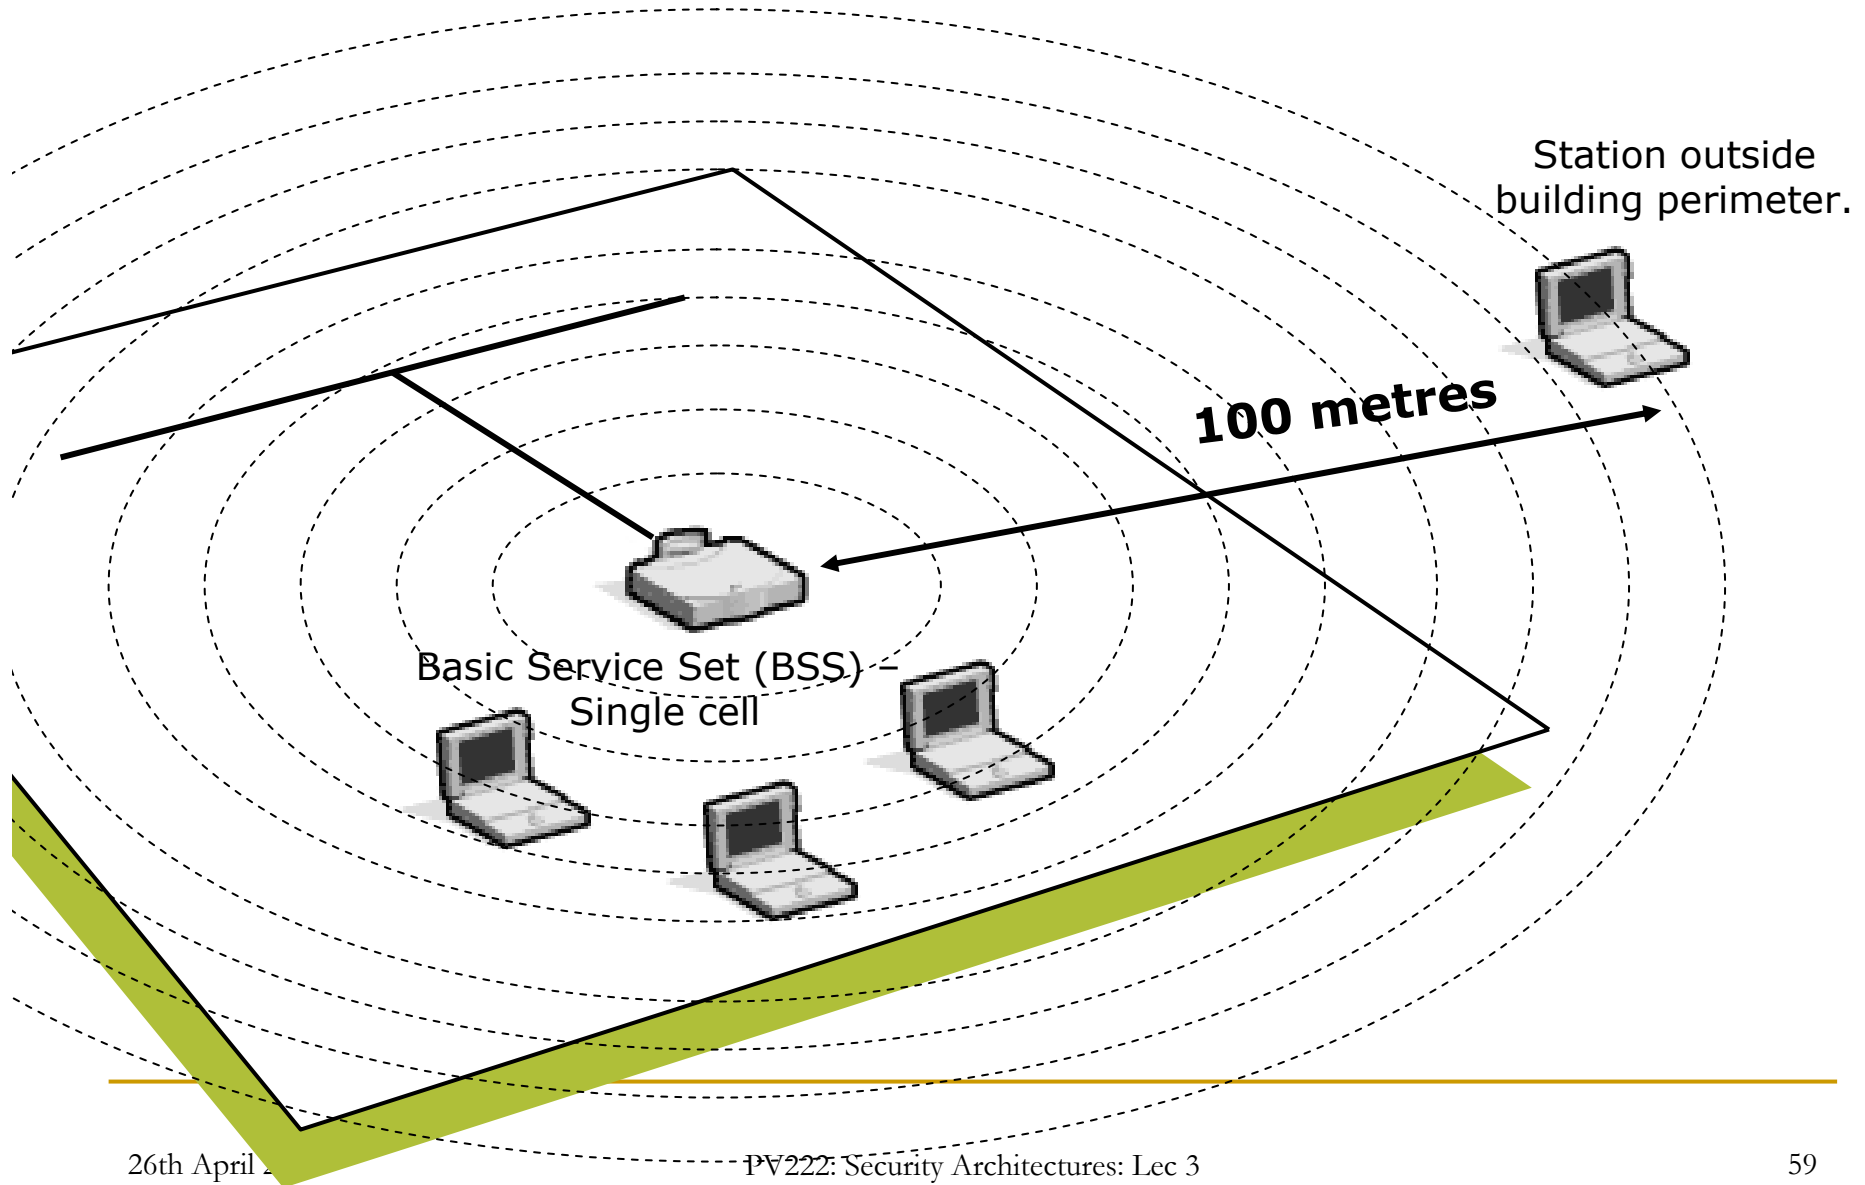 Station outside
building perimeter.
100 metres
Basic Service Set (BSS) –
Single cell
26th April
PV222: Security Architectures: Lec 3
59